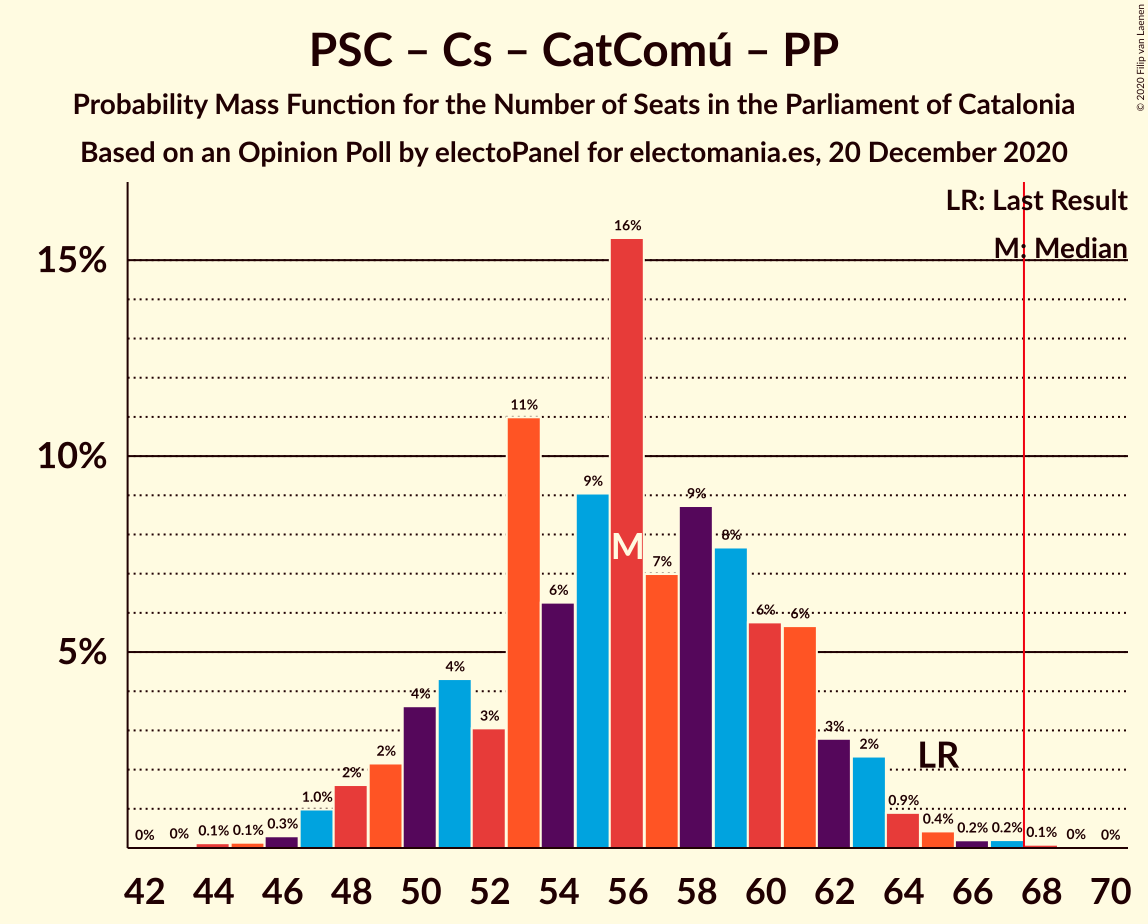 PSC – Cs – CatComú – PP
Probability Mass Function for the Number of Seats in the Parliament of Catalonia
Based on an Opinion Poll by electoPanel for electomania.es, 20 December 2020
© 2020 Filip van Laenen
LR: Last Result
M: Median
15%
10%
5%
0% 0% 0.1% 0.1% 0.3% 1.0% 2% 2% 4% 4% 3% 11% 6% 9% 16% 7% 9% 8% 6% 6% 3% 2% 0.9% 0.4% 0.2% 0.2% 0.1% 0% 0%
M
LR
42 44 46 48 50 52 54 56 58 60 62 64 66 68 70